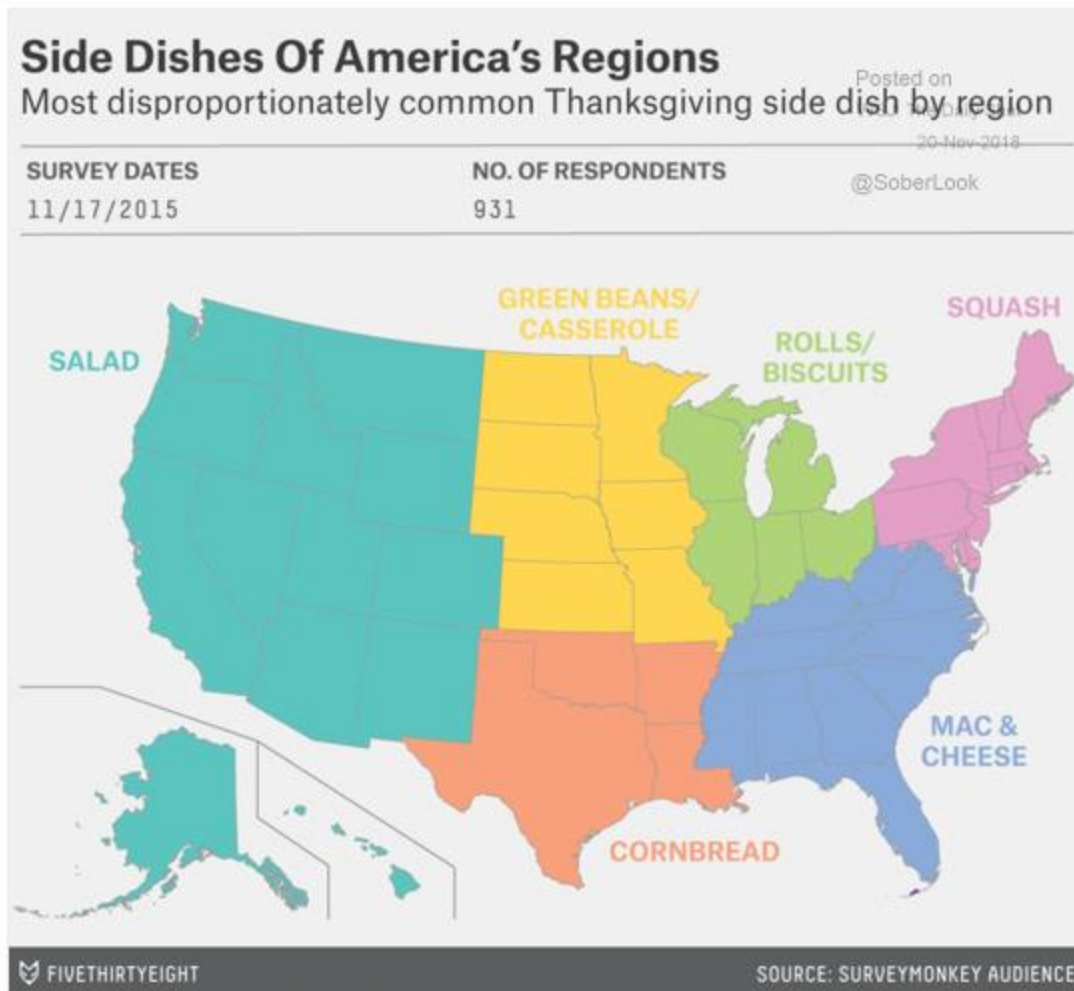 Side Dishes Of America's Regions
Most disproportionately common Thanksgiving side dish by region
Posted on
20-Nov-2018
@SoberLook
SURVEY DATES
11/17/2015
NO. OF RESPONDENTS
931
SALAD
GREEN BEANS/
CASSEROLE
ROLLS/
BISCUITS
SQUASH
MAC &
CHEESE
CORNBREAD
FIVETHIRTYEIGHT
SOURCE: SURVEYMONKEY AUDIENCE